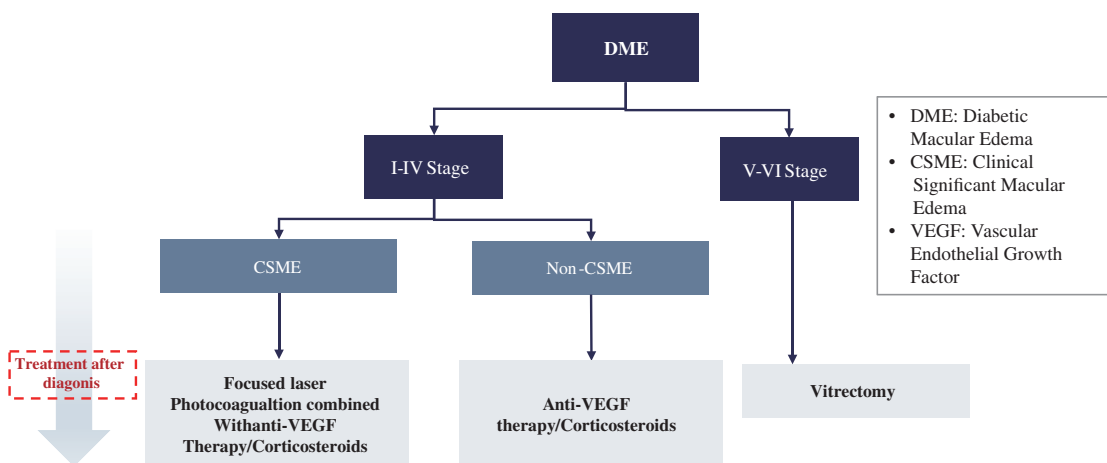 DME
I-IV Stage
V-VI Stage
• DME: Diabetic
Macular Edema
• CSME: Clinical
Significant Macular
Edema
• VEGF: Vascular
Endothelial Growth
Factor
CSME
Non-CSME
Treatment after
diagonis
Focused laser
Photocoagualtion combined
Withanti-VEGF
Therapy/Corticosteroids
Anti-VEGF
therapy/Corticosteroids
Vitrectomy